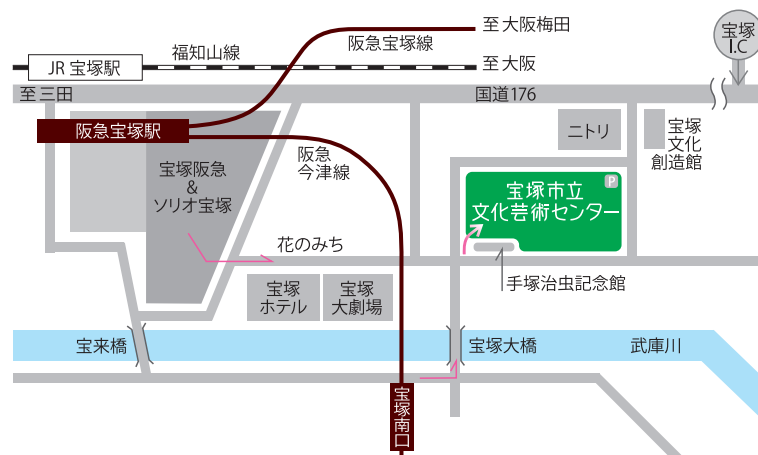 至大阪梅田
宝塚
I.C
阪急宝塚線
福知山線
JR 宝塚駅
至大阪
至三田
国道176
阪急宝塚駅
ニトリ
宝塚
文化
創造館
阪急
今津線
宝塚阪急
&
ソリオ宝塚
P
宝塚市立
文化芸術センター
花のみち
手塚治虫記念館
宝塚
ホテル
宝塚
大劇場
宝来橋
宝塚大橋
武庫川
宝塚南口